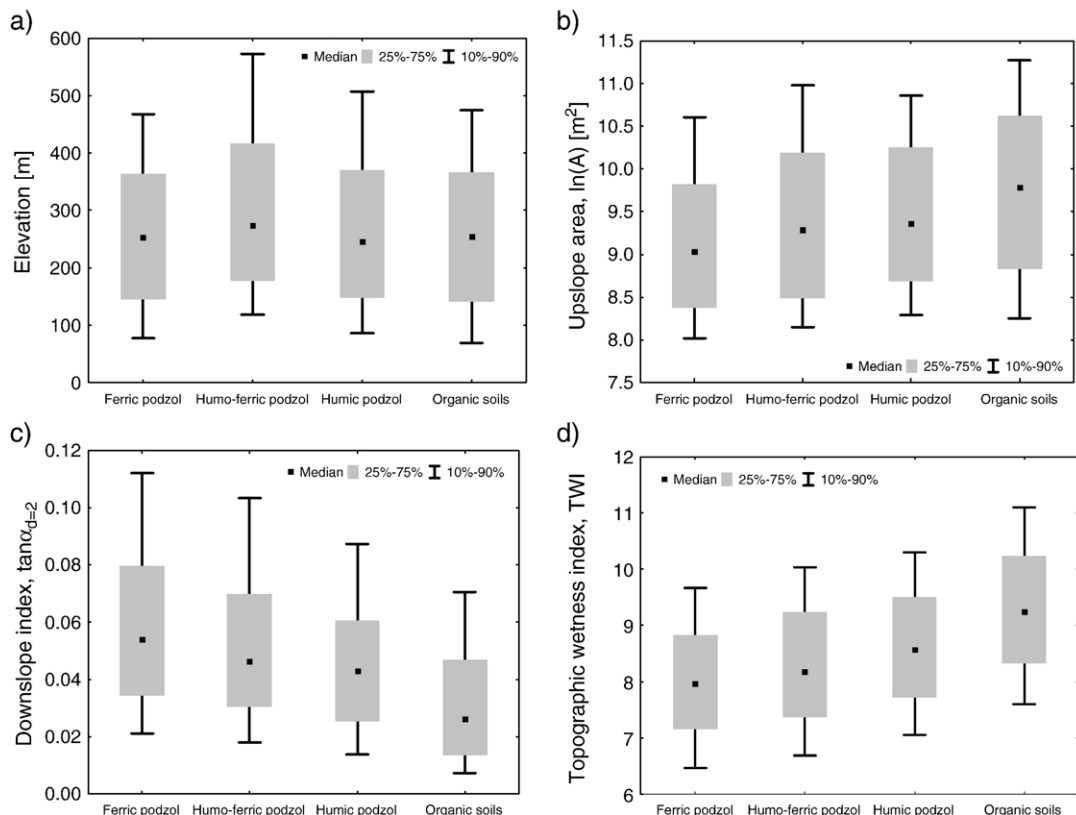 a)
Elevation [m]
600
500
400
300
200
100
0
Median 25%-75% 10%-90%
Ferric podzol Humo-ferric podzol Humic podzol Organic soils
b)
Upslope area, ln(A) [m²]
11.5
11.0
10.5
10.0
9.5
9.0
8.5
8.0
7.5
Median 25%-75% 10%-90%
Ferric podzol Humo-ferric podzol Humic podzol Organic soils
c)
Downslope index, tanα_d=2
0.12
0.10
0.08
0.06
0.04
0.02
0.00
Median 25%-75% 10%-90%
Ferric podzol Humo-ferric podzol Humic podzol Organic soils
d)
Topographic wetness index, TWI
12
11
10
9
8
7
6
Median 25%-75% 10%-90%
Ferric podzol Humo-ferric podzol Humic podzol Organic soils